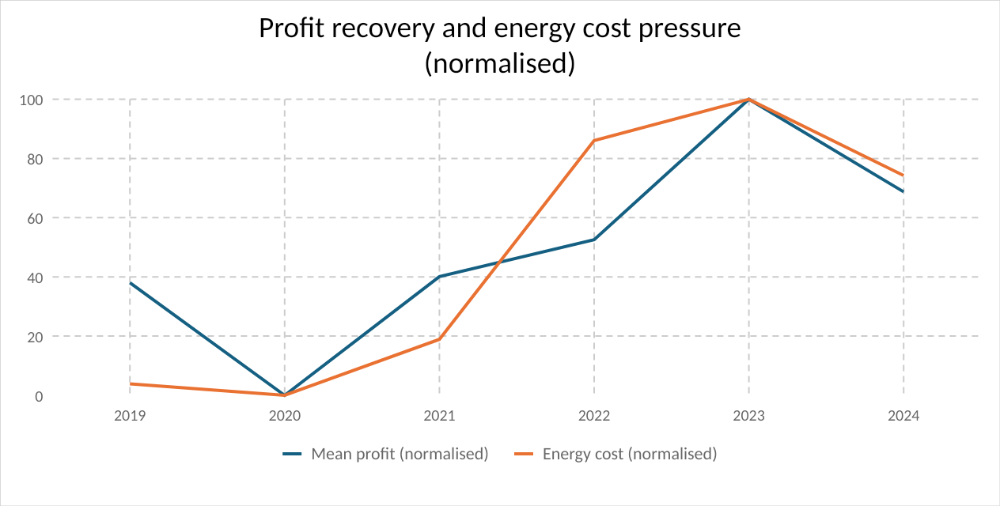 Profit recovery and energy cost pressure
(normalised)
100
80
60
40
20
0
2019 2020 2021 2022 2023 2024
Mean profit (normalised) Energy cost (normalised)